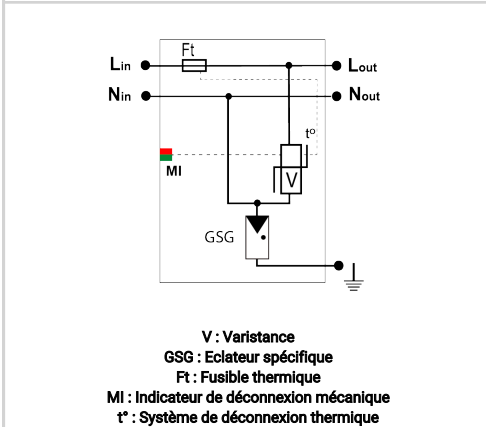 Ft
Lin
Lout
Nin
Nout
t°
MI
V
GSG
V : Varistance
GSG : Eclateur spécifique
Ft : Fusible thermique
MI : Indicateur de déconnexion mécanique
t° : Système de déconnexion thermique